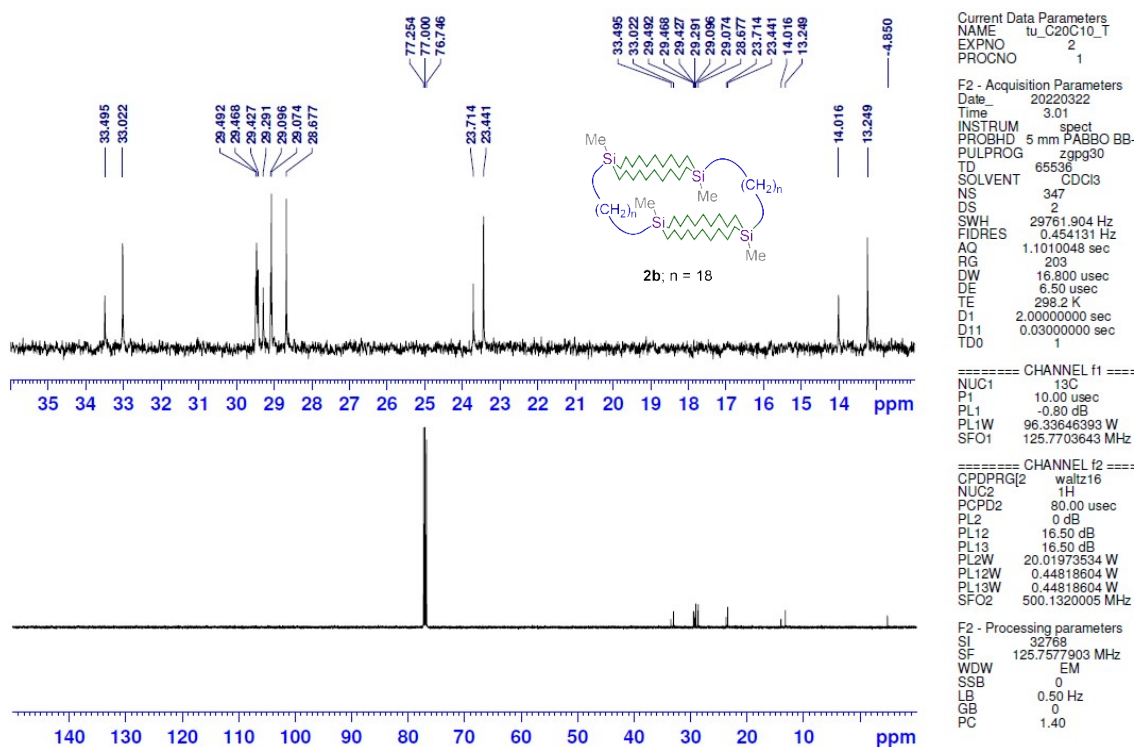 77.254
77.000
76.746
33.495
33.022
29.492
29.468
29.427
29.291
29.096
29.074
28.677
23.714
23.441
14.016
13.249
-4.850
33.495
33.022
29.492
29.468
29.427
29.291
29.096
29.074
28.677
23.714
23.441
14.016
13.249
Me
Si
Si
Me
(CH2)n
(CH2)n
Me
Si
Si
Me
2b; n = 18
35 34 33 32 31 30 29 28 27 26 25 24 23 22 21 20 19 18 17 16 15 14 ppm
140 130 120 110 100 90 80 70 60 50 40 30 20 10 ppm
Current Data Parameters
NAME tu_C20C10_T
EXPNO 2
PROCNO 1
F2 - Acquisition Parameters
Date_ 20220322
Time 3.01
INSTRUM spect
PROBHD 5 mm PABBO BB-
PULPROG zgpg30
TD 65536
SOLVENT CDCl3
NS 347
DS 2
SWH 29761.904 Hz
FIDRES 0.454131 Hz
AQ 1.1010048 sec
RG 203
DW 16.800 usec
DE 6.50 usec
TE 298.2 K
D1 2.00000000 sec
D11 0.03000000 sec
TD0 1
======== CHANNEL f1 ====
NUC1 13C
P1 10.00 usec
PL1 -0.80 dB
PL1W 96.33646393 W
SFO1 125.7703643 MHz
======== CHANNEL f2 ====
CPDPRG[2 waltz16
NUC2 1H
PCPD2 80.00 usec
PL2 0 dB
PL12 16.50 dB
PL13 16.50 dB
PL2W 20.01973534 W
PL12W 0.44818604 W
PL13W 0.44818604 W
SFO2 500.1320005 MHz
F2 - Processing parameters
SI 32768
SF 125.7577903 MHz
WDW EM
SSB 0
LB 0.50 Hz
GB 0
PC 1.40